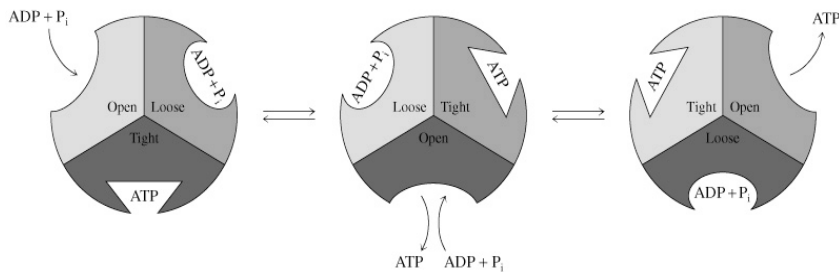 ADP + Pi
ADP + Pi
Open
Loose
Tight
ATP
ADP + Pi
ATP
Loose
Tight
Open
ATP
ADP + Pi
ATP
ATP
Tight
Open
Loose
ADP + Pi